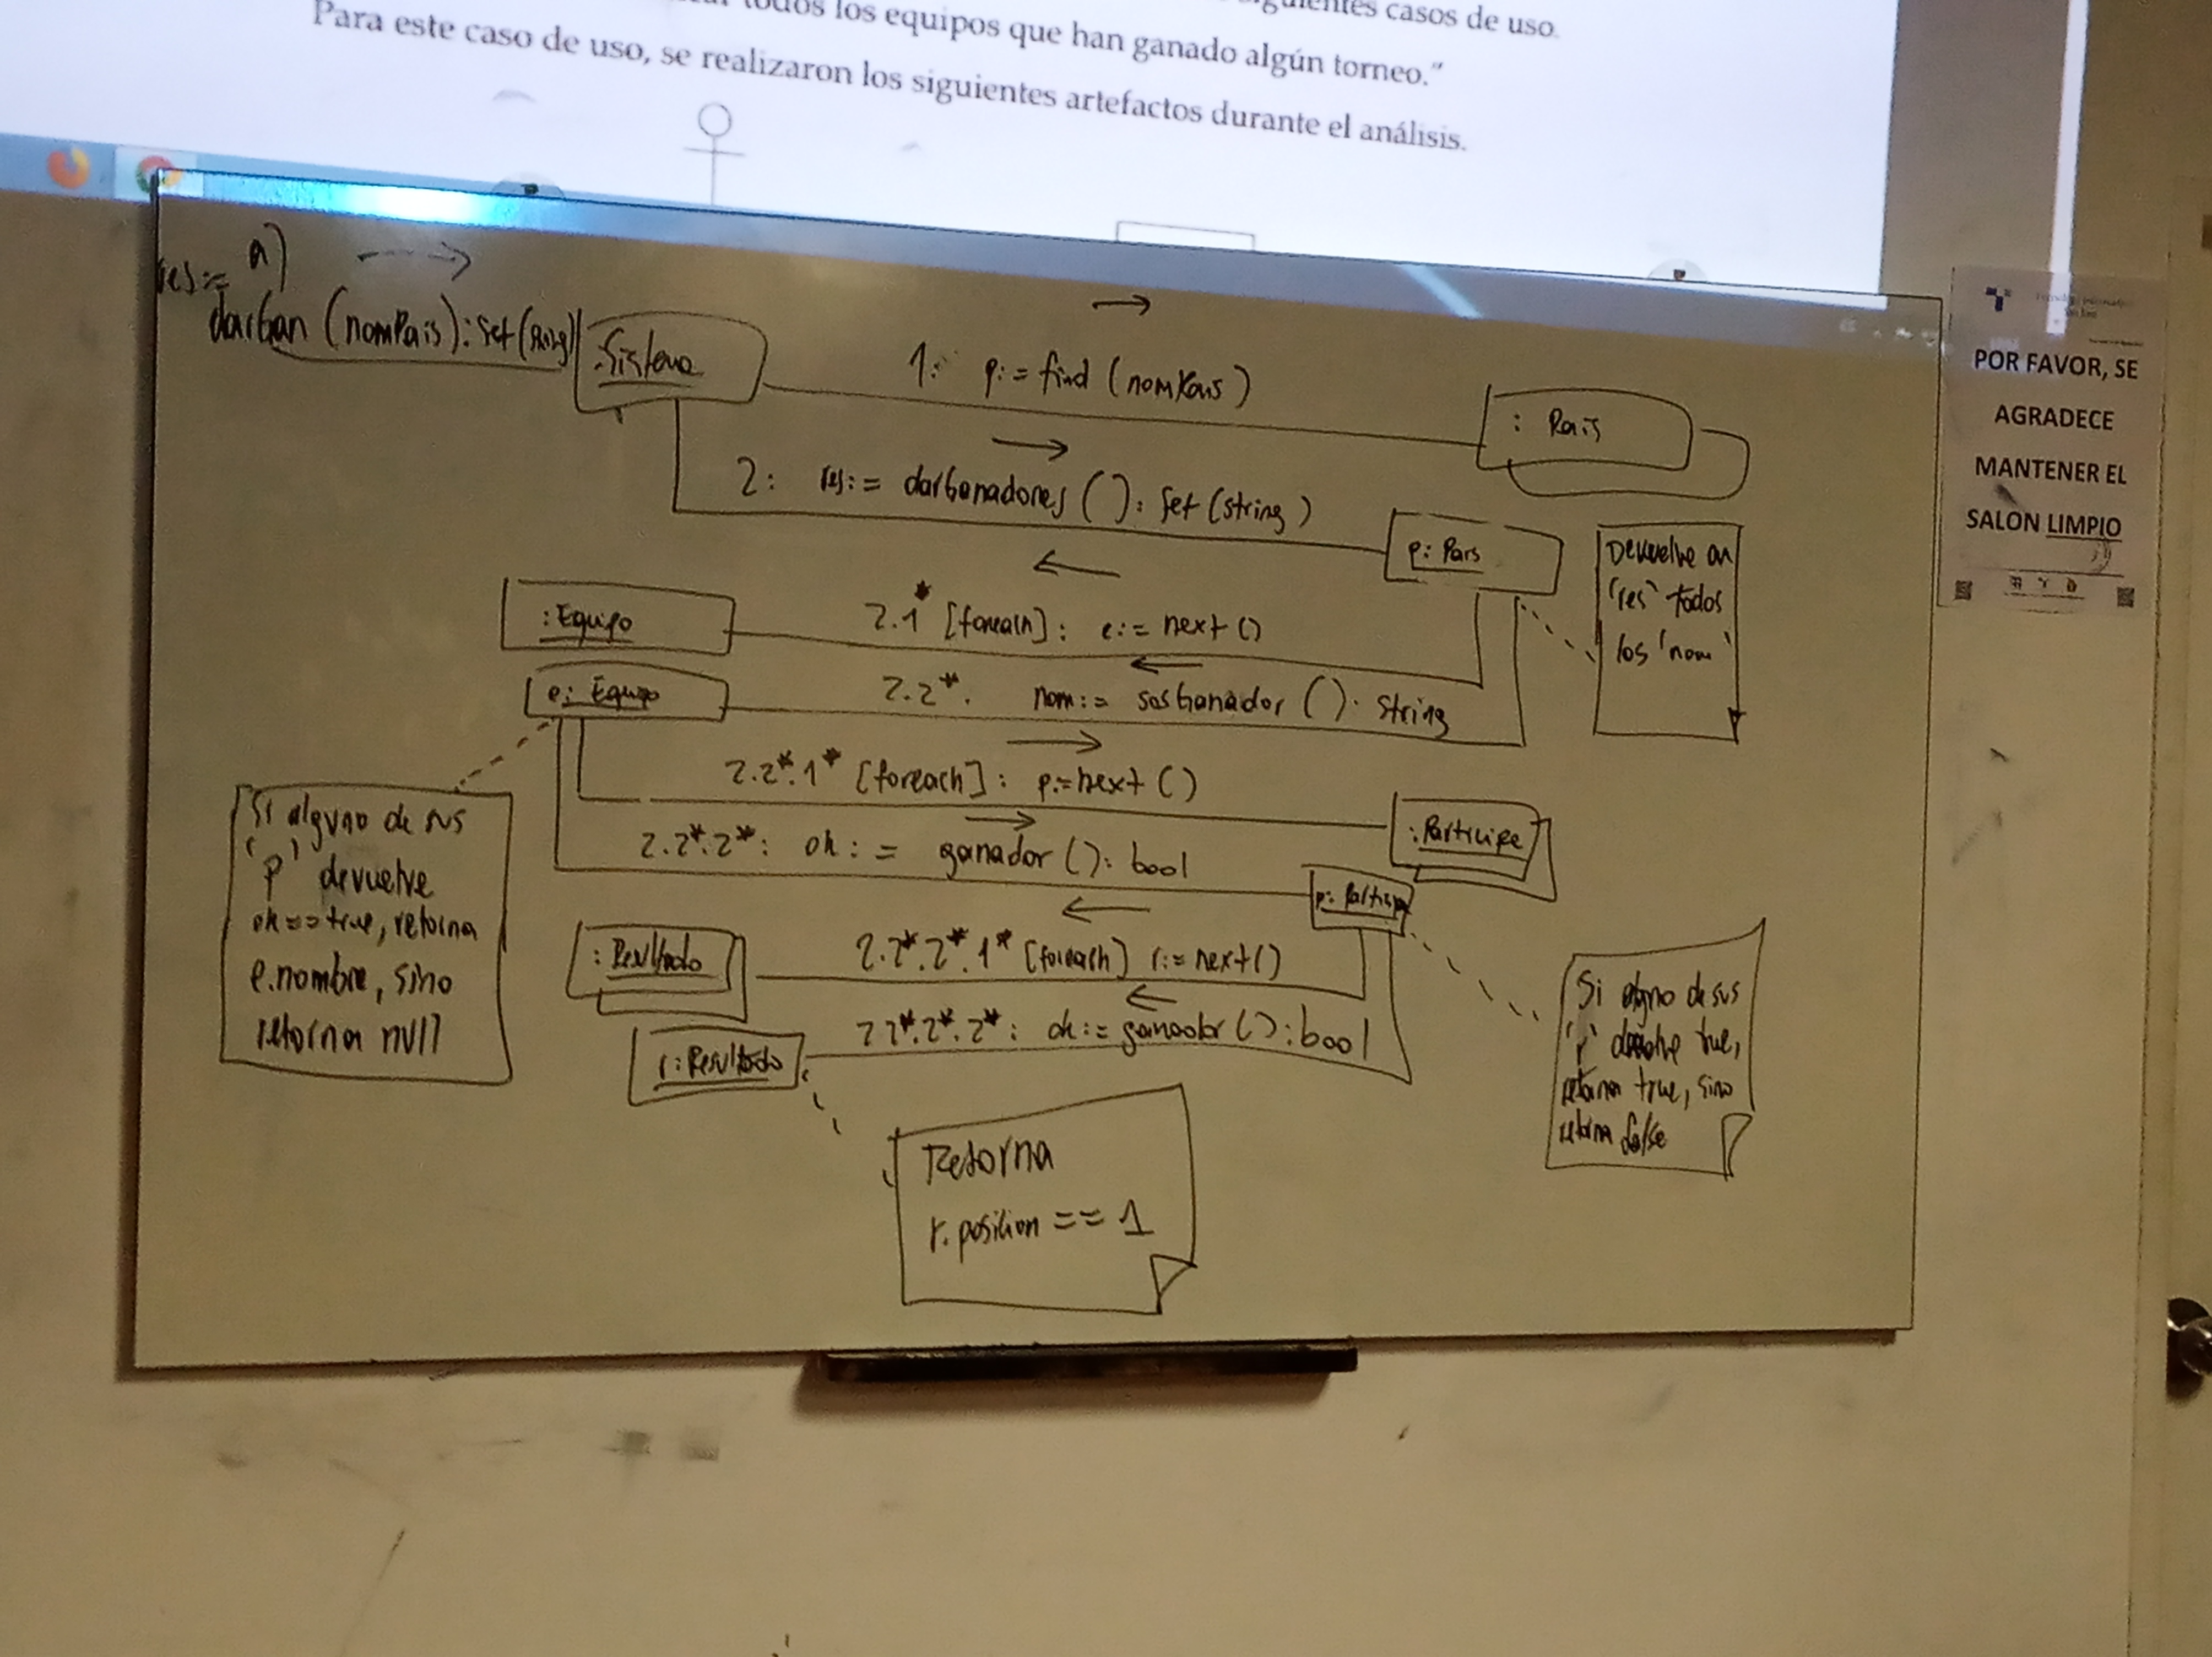 todos los equipos que han ganado algún torneo."
siguientes casos de uso.
Para este caso de uso, se realizaron los siguientes artefactos durante el análisis.
a)
res:=
darGan (nomPais): Set(String)
:Sistema
1: p:= find (nomPais)
: Pais
2: res:= darGanadores (): Set (string)
p: Pais
Devuelve en
'res' todos
los 'nom'
:Equipo
2.1* [foreach]: e:= next ()
e: Equipo
2.2*: nom:= sosGanador (): String
2.2*.1* [foreach]: p:=next ()
:Participa
2.2*.2*: ok := ganador (): bool
p: Particip
Si alguno de sus
'p' devuelve
ok==true, retorna
e.nombre, sino
retorna null
:Resultado
2.2*.2*.1* [foreach] r:= next()
r:Resultado
2.2*.2*.2*: ok:= ganador (): bool
Si alguno de sus
'r' devuelve true,
retorna true, sino
retorna false
Retorna
r.posicion == 1
POR FAVOR, SE
AGRADECE
MANTENER EL
SALON LIMPIO